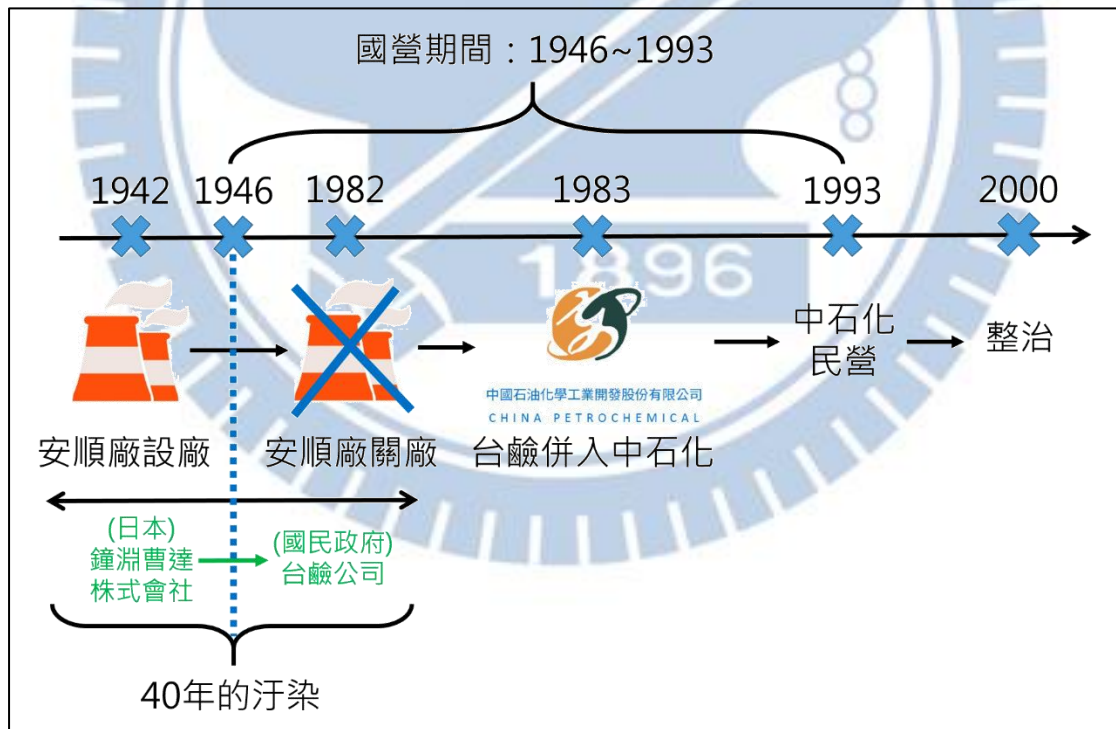 國營期間：1946~1993
1942
1946
1982
1983
1993
2000
1896
中國石油化學工業開發股份有限公司
CHINA PETROCHEMICAL
中石化
民營
整治
安順廠設廠
安順廠關廠
台鹼併入中石化
(日本)
鐘淵曹達
株式會社
(國民政府)
台鹼公司
40年的汙染